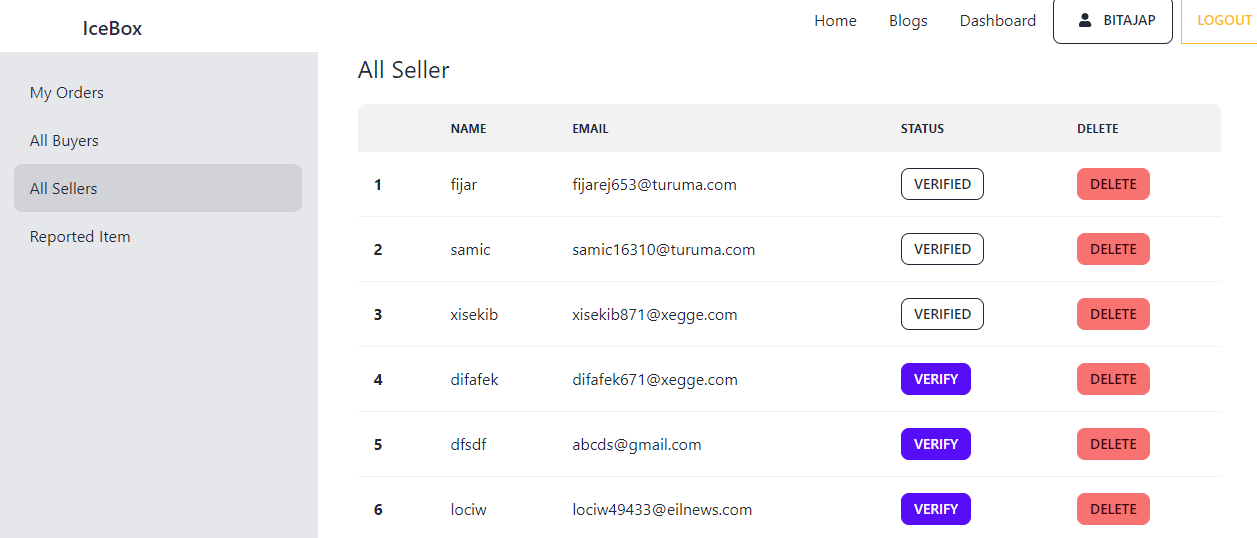 IceBox
Home Blogs Dashboard BITAJAP LOGOUT
My Orders
All Buyers
All Sellers
Reported Item
All Seller
NAME EMAIL STATUS DELETE
1 fijar fijarej653@turuma.com VERIFIED DELETE
2 samic samic16310@turuma.com VERIFIED DELETE
3 xisekib xisekib871@xegge.com VERIFIED DELETE
4 difafek difafek671@xegge.com VERIFY DELETE
5 dfsdf abcds@gmail.com VERIFY DELETE
6 lociw lociw49433@eilnews.com VERIFY DELETE